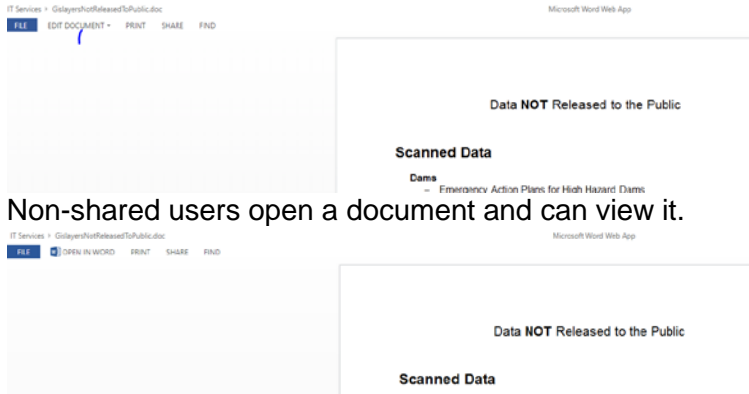 IT Services > GislayersNotReleasedToPublic.doc Microsoft Word Web App
FILE EDIT DOCUMENT PRINT SHARE FIND
Data NOT Released to the Public
Scanned Data
Dams
– Emergency Action Plans for High Hazard Dams
Non-shared users open a document and can view it.
IT Services > GislayersNotReleasedToPublic.doc Microsoft Word Web App
FILE OPEN IN WORD PRINT SHARE FIND
Data NOT Released to the Public
Scanned Data